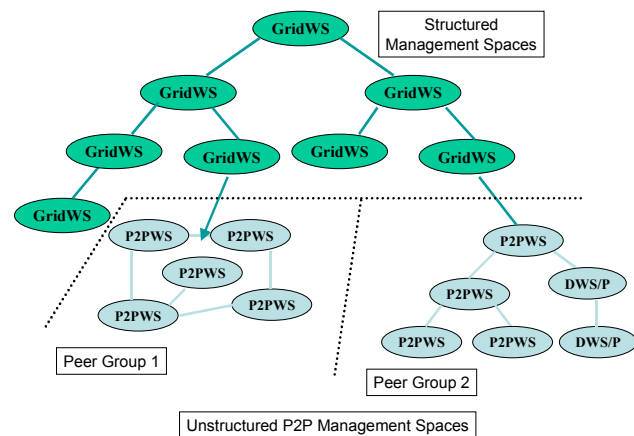 GridWS
Structured
Management Spaces
GridWS
GridWS
GridWS
GridWS
GridWS
GridWS
GridWS
P2PWS
P2PWS
P2PWS
P2PWS
DWS/P
P2PWS
P2PWS
P2PWS
P2PWS
P2PWS
DWS/P
Peer Group 1
Peer Group 2
Unstructured P2P Management Spaces